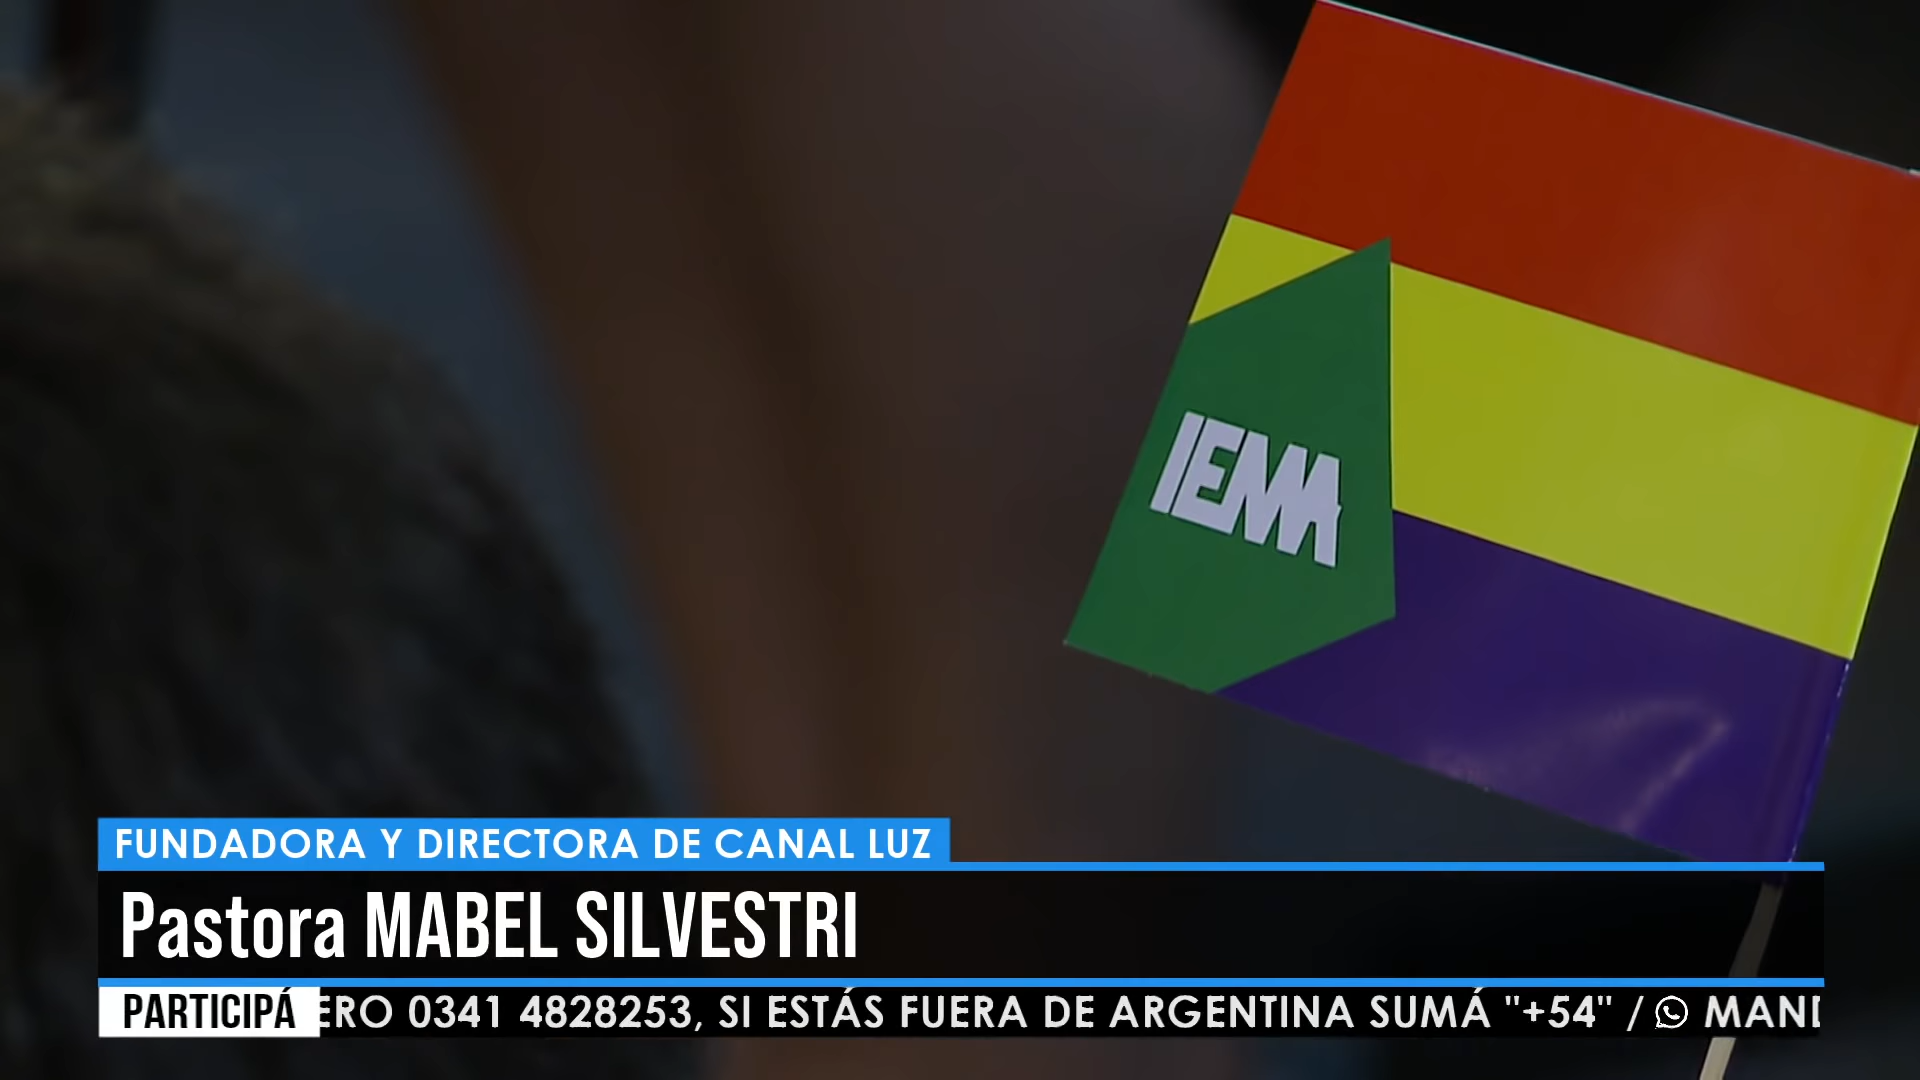 IEMA
FUNDADORA Y DIRECTORA DE CANAL LUZ
Pastora MABEL SILVESTRI
PARTICIPÁ ERO 0341 4828253, SI ESTÁS FUERA DE ARGENTINA SUMÁ "+54" / MAND